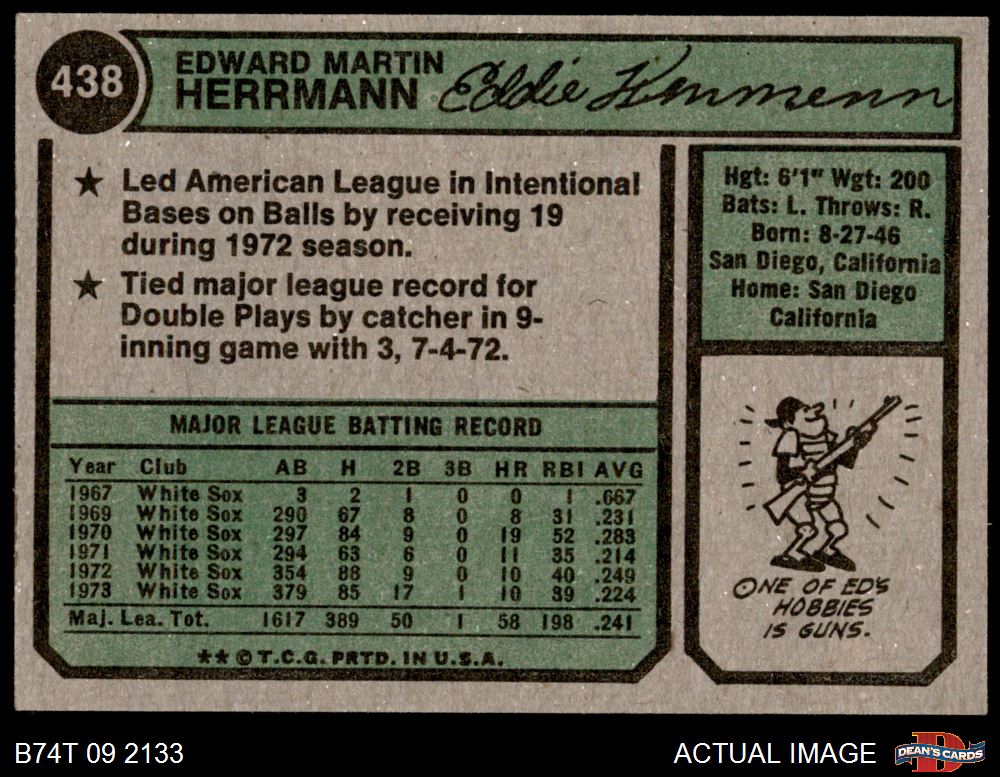 438
EDWARD MARTIN
HERRMANN
Eddie Herrmann
★ Led American League in Intentional
Bases on Balls by receiving 19
during 1972 season.
★ Tied major league record for
Double Plays by catcher in 9-
inning game with 3, 7-4-72.
Hgt: 6'1" Wgt: 200
Bats: L. Throws: R.
Born: 8-27-46
San Diego, California
Home: San Diego
California
MAJOR LEAGUE BATTING RECORD
Year Club AB H 2B 3B HR RBI AVG
1967 White Sox 3 2 1 0 0 1 .667
1969 White Sox 290 67 8 0 8 31 .231
1970 White Sox 297 84 9 0 19 52 .283
1971 White Sox 294 63 6 0 11 35 .214
1972 White Sox 354 88 9 0 10 40 .249
1973 White Sox 379 85 17 1 10 39 .224
Maj. Lea. Tot. 1617 389 50 1 58 198 .241
★★ © T.C.G. PRTD. IN U.S.A.
ONE OF ED'S
HOBBIES
IS GUNS.
B74T 09 2133
ACTUAL IMAGE
DEAN'S CARDS